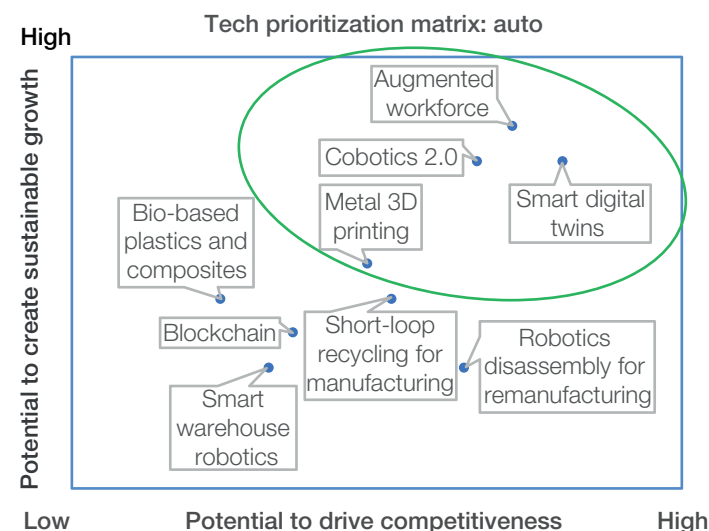 Tech prioritization matrix: auto
High
Potential to create sustainable growth
Augmented
workforce
Cobotics 2.0
Smart digital
twins
Metal 3D
printing
Bio-based
plastics and
composites
Blockchain
Short-loop
recycling for
manufacturing
Robotics
disassembly for
remanufacturing
Smart
warehouse
robotics
Low
Potential to drive competitiveness
High